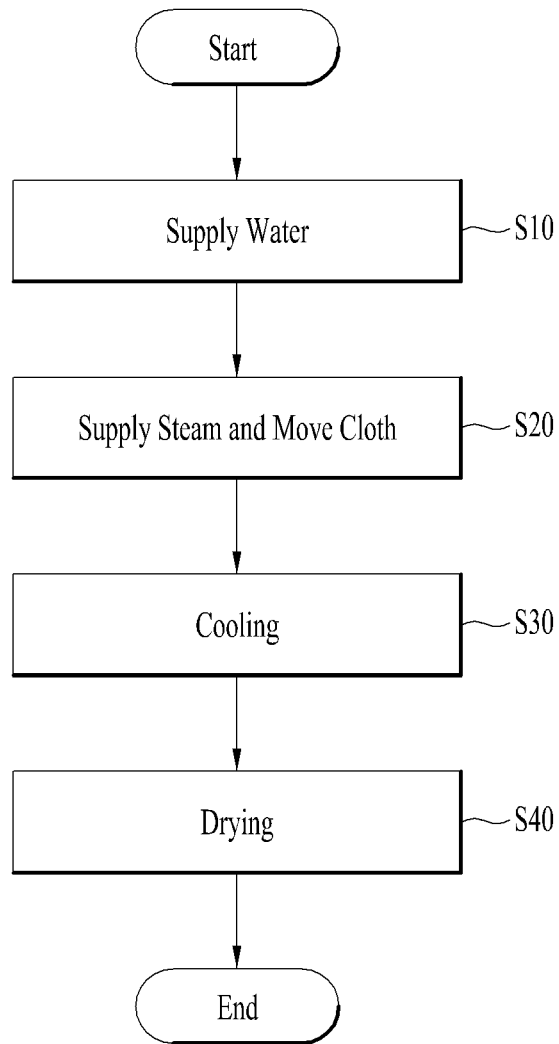 Start
Supply Water
S10
Supply Steam and Move Cloth
S20
Cooling
S30
Drying
S40
End